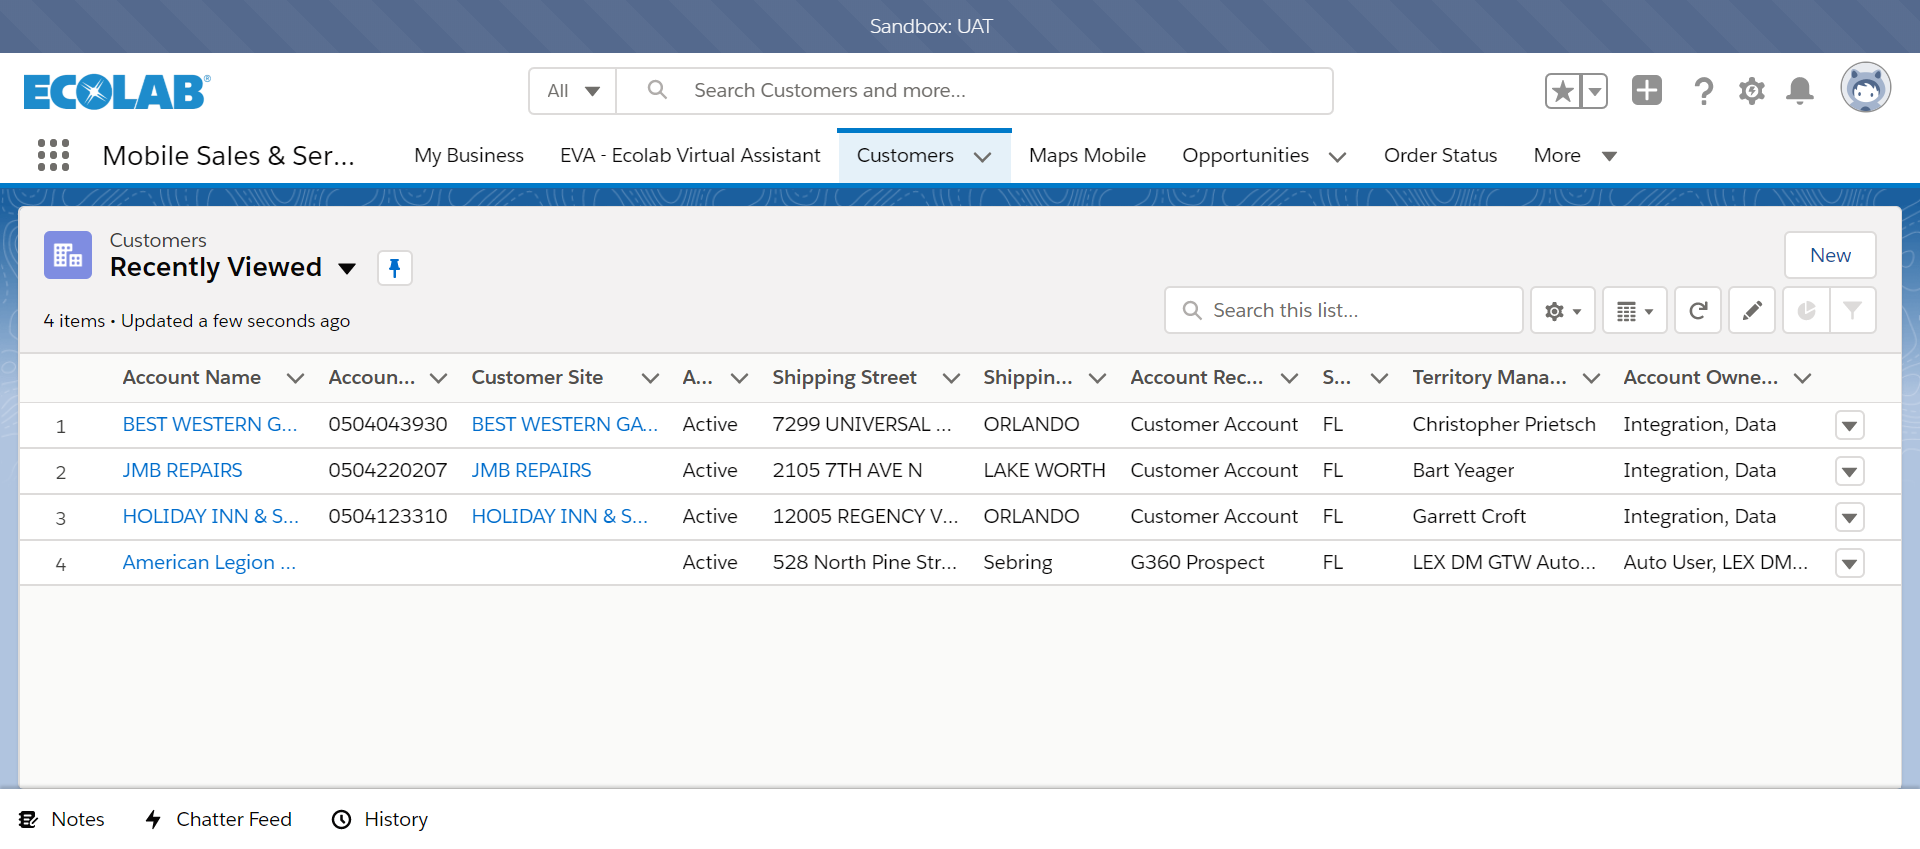 Sandbox: UAT
ECOLAB®
All
Search Customers and more...
Mobile Sales & Ser...
My Business
EVA - Ecolab Virtual Assistant
Customers
Maps Mobile
Opportunities
Order Status
More
Customers
Recently Viewed
New
4 items • Updated a few seconds ago
Search this list...
Account Name Accoun... Customer Site A... Shipping Street Shippin... Account Rec... S... Territory Mana... Account Owne...
1 BEST WESTERN G... 0504043930 BEST WESTERN GA... Active 7299 UNIVERSAL ... ORLANDO Customer Account FL Christopher Prietsch Integration, Data
2 JMB REPAIRS 0504220207 JMB REPAIRS Active 2105 7TH AVE N LAKE WORTH Customer Account FL Bart Yeager Integration, Data
3 HOLIDAY INN & S... 0504123310 HOLIDAY INN & S... Active 12005 REGENCY V... ORLANDO Customer Account FL Garrett Croft Integration, Data
4 American Legion ... Active 528 North Pine Str... Sebring G360 Prospect FL LEX DM GTW Auto... Auto User, LEX DM...
Notes
Chatter Feed
History